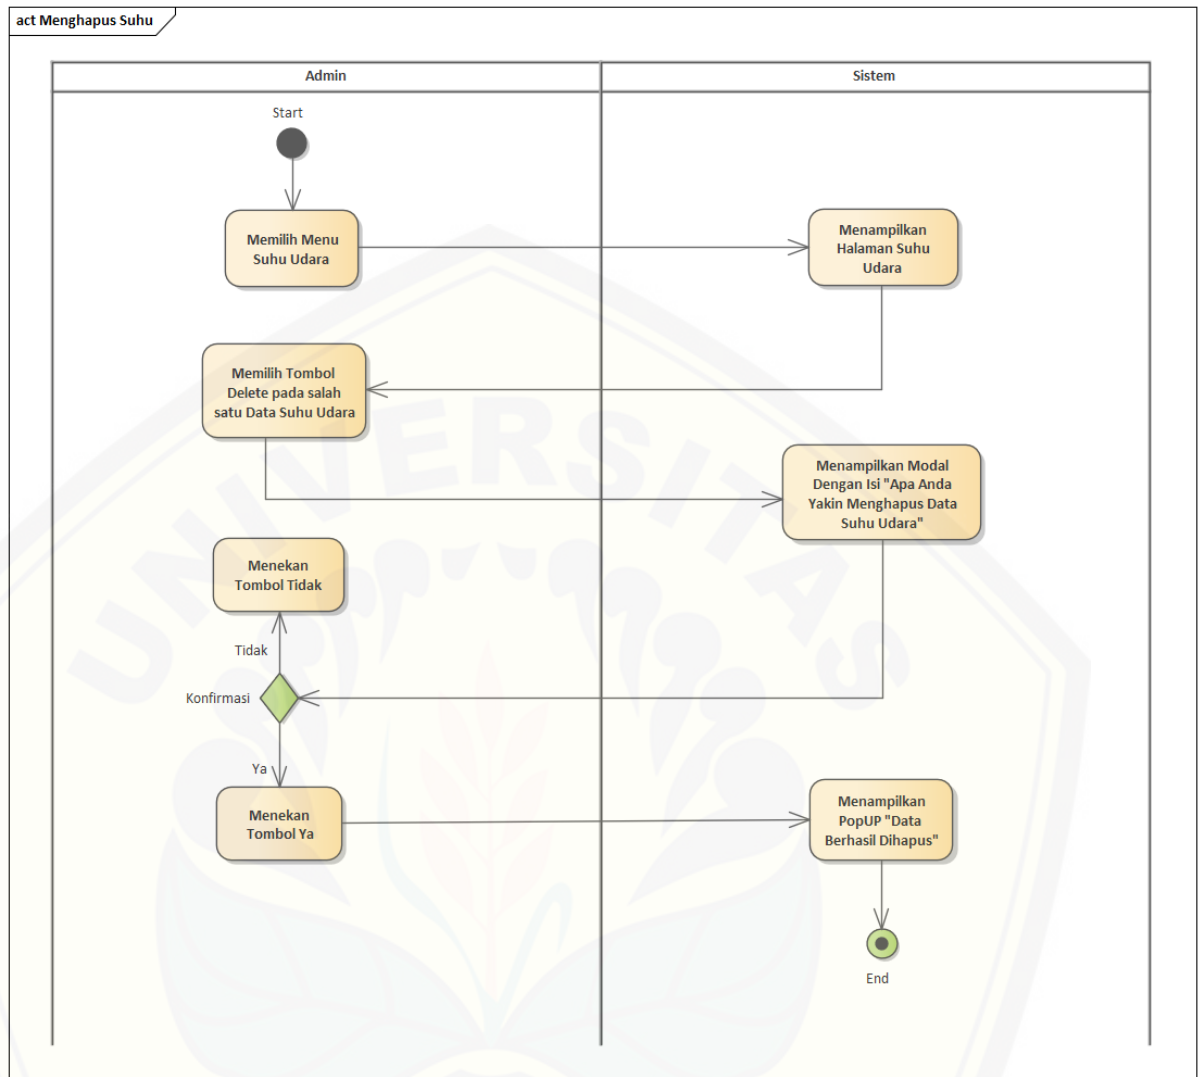 act Menghapus Suhu
Admin
Sistem
Start
Memilih Menu
Suhu Udara
Menampilkan
Halaman Suhu
Udara
Memilih Tombol
Delete pada salah
satu Data Suhu Udara
Menampilkan Modal
Dengan Isi "Apa Anda
Yakin Menghapus Data
Suhu Udara"
Menekan
Tombol Tidak
Tidak
Konfirmasi
Ya
Menekan
Tombol Ya
Menampilkan
PopUP "Data
Berhasil Dihapus"
End
UNIVERSITAS